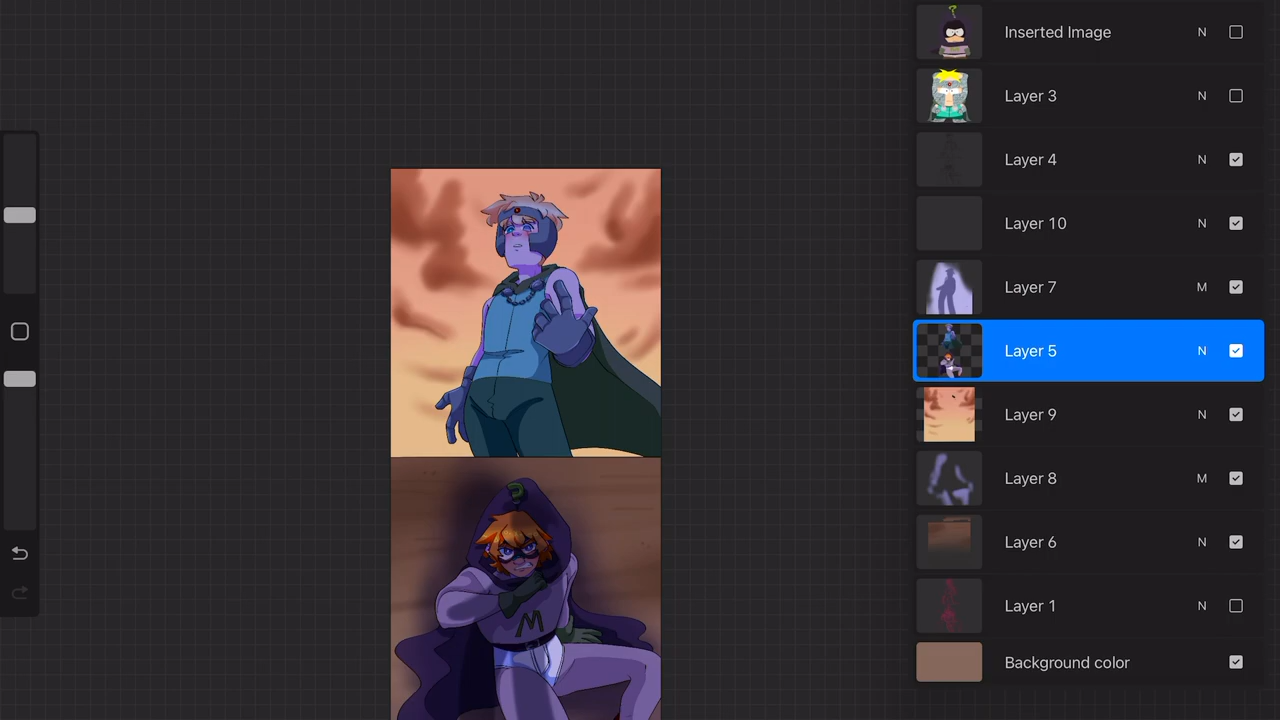 Inserted Image N
Layer 3 N
Layer 4 N
Layer 10 N
Layer 7 M
Layer 5 N
Layer 9 N
Layer 8 M
Layer 6 N
Layer 1 N
Background color
?
M